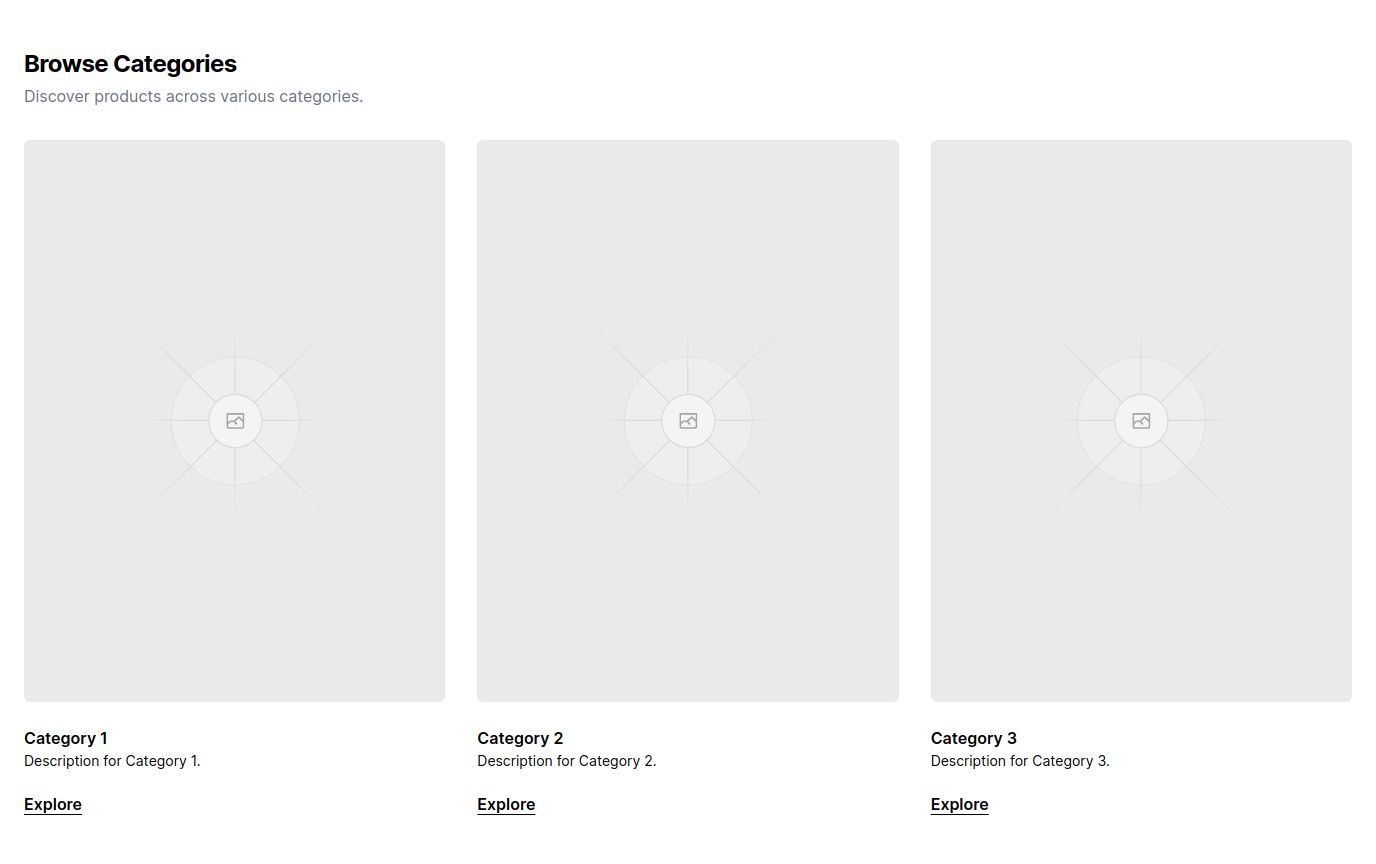 Browse Categories
Discover products across various categories.
Category 1
Description for Category 1.
Explore
Category 2
Description for Category 2.
Explore
Category 3
Description for Category 3.
Explore